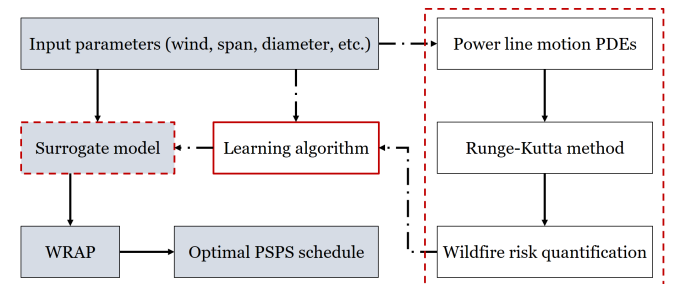 Input parameters (wind, span, diameter, etc.)
Power line motion PDEs
Surrogate model
Learning algorithm
Runge-Kutta method
WRAP
Optimal PSPS schedule
Wildfire risk quantification